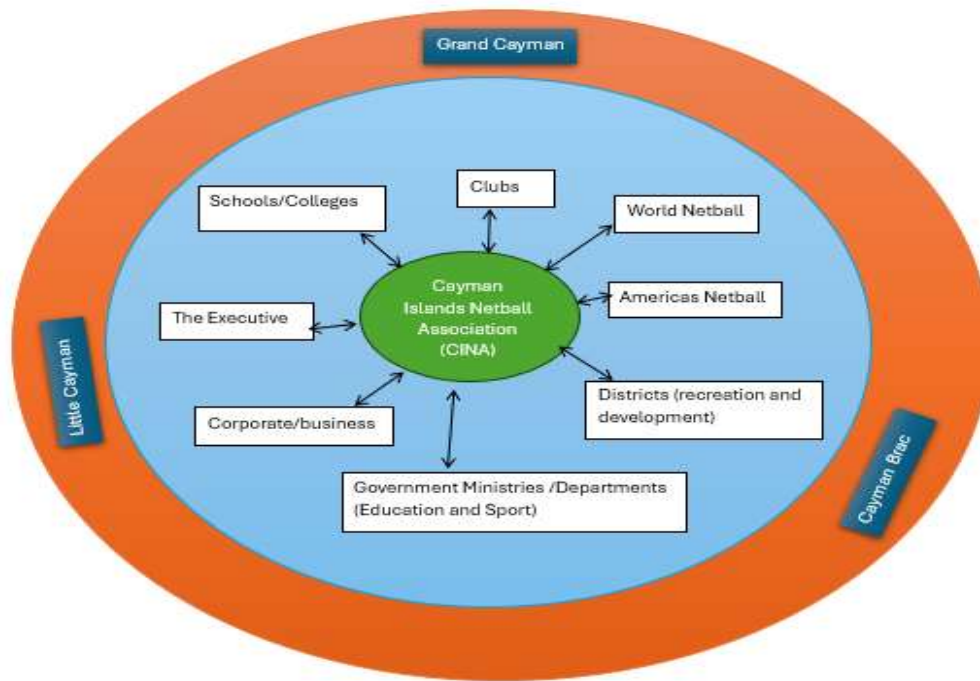 Grand Cayman
Clubs
Schools/Colleges
World Netball
Cayman
Islands Netball
Association
(CINA)
Americas Netball
The Executive
Little Cayman
Districts (recreation and
development)
Corporate/business
Cayman Brac
Government Ministries /Departments
(Education and Sport)